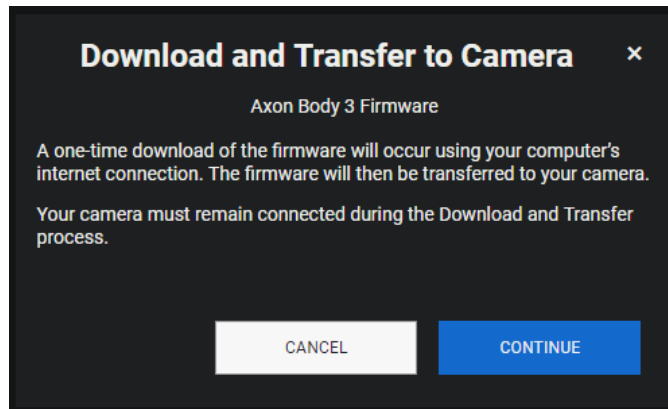 Download and Transfer to Camera ×
Axon Body 3 Firmware
A one-time download of the firmware will occur using your computer's
internet connection. The firmware will then be transferred to your camera.
Your camera must remain connected during the Download and Transfer
process.
CANCEL CONTINUE